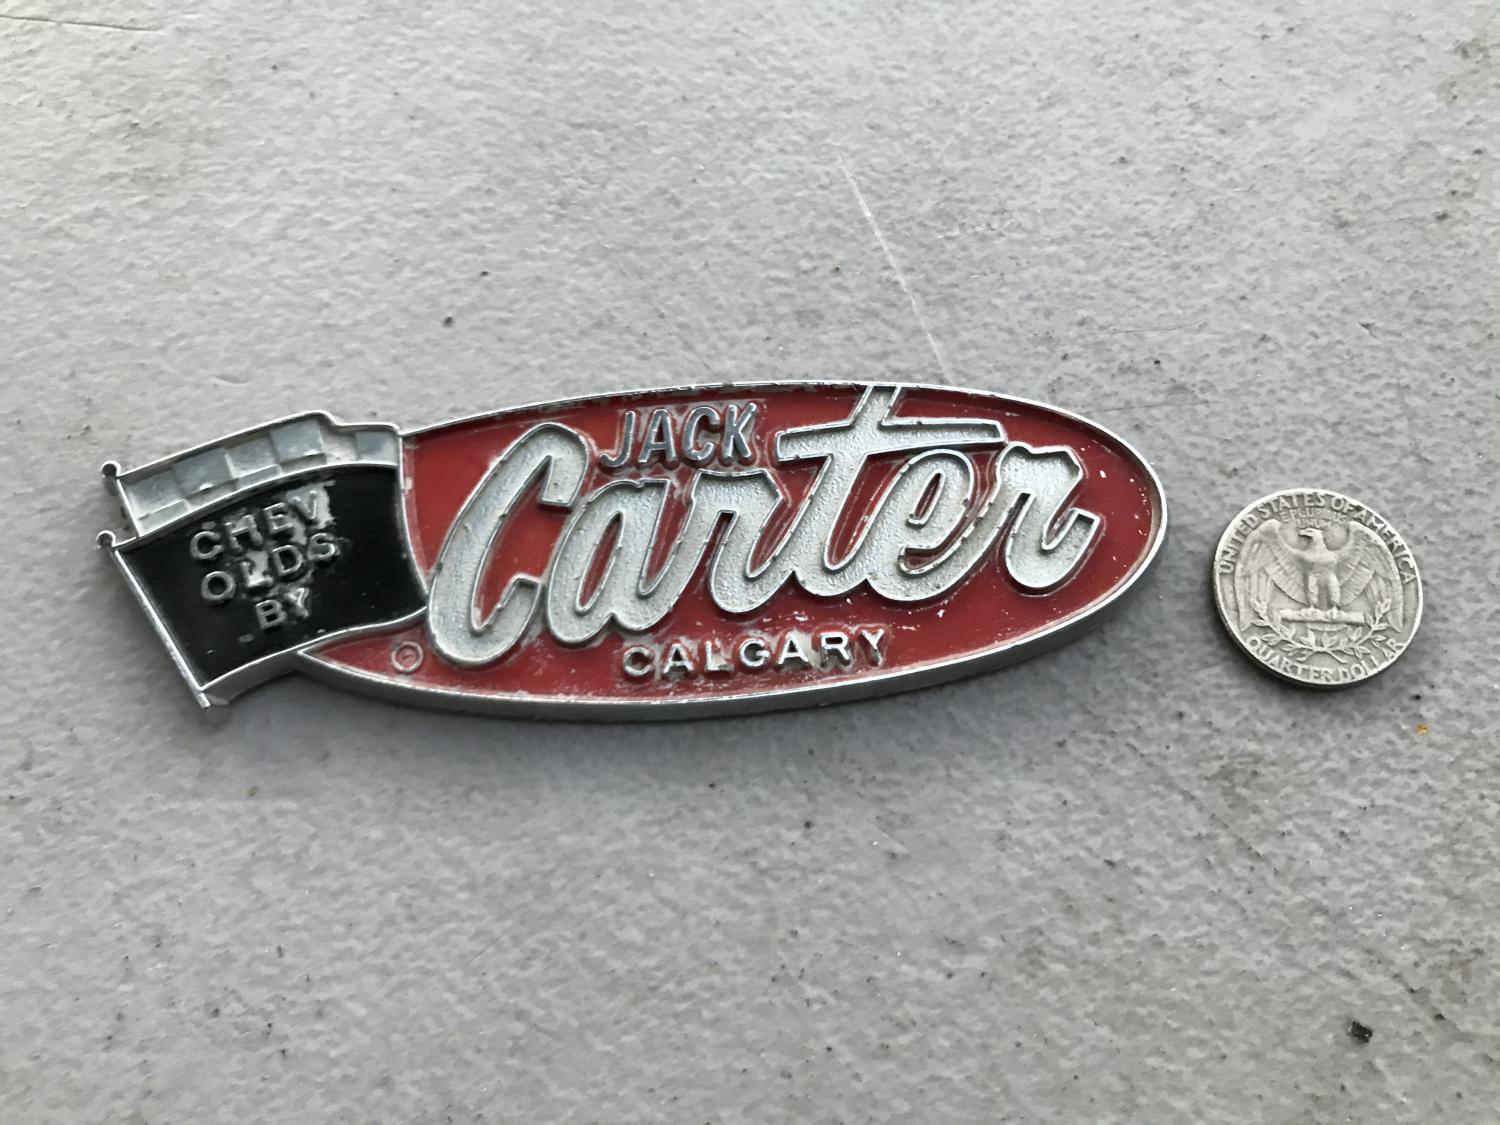 CHEV
OLDS
BY
JACK
Carter
©
CALGARY
UNITED STATES OF AMERICA
QUARTER DOLLAR